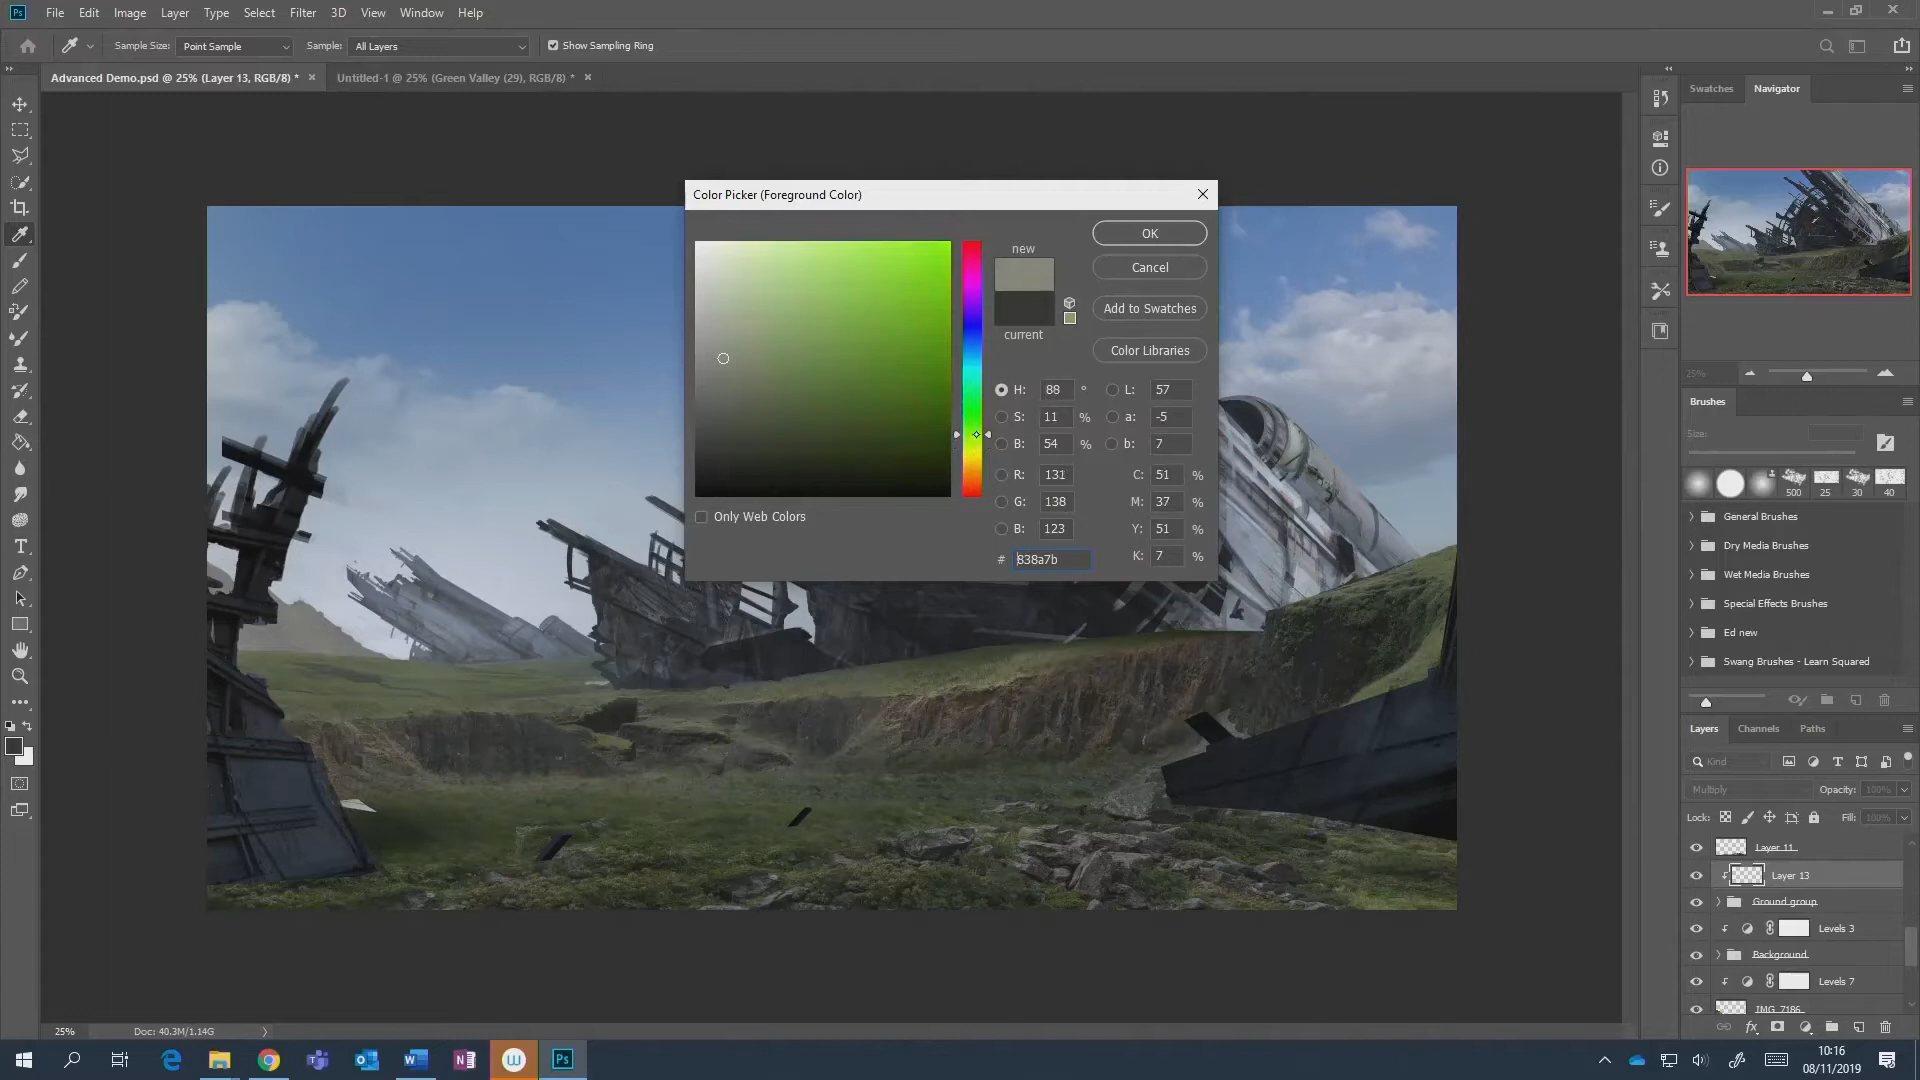 Ps File Edit Image Layer Type Select Filter 3D View Window Help
Sample Size: Point Sample Sample: All Layers Show Sampling Ring
Advanced Demo.psd @ 25% (Layer 13, RGB/8) * Untitled-1 @ 25% (Green Valley (29), RGB/8) *
Swatches Navigator
Color Picker (Foreground Color)
new
current
OK
Cancel
Add to Swatches
Color Libraries
H: 88 ° L: 57
S: 11 % a: -5
B: 54 % b: 7
R: 131 C: 51 %
G: 138 M: 37 %
B: 123 Y: 51 %
# 838a7b K: 7 %
Only Web Colors
25%
Brushes
Size:
500 25 30 40
General Brushes
Dry Media Brushes
Wet Media Brushes
Special Effects Brushes
Ed new
Swang Brushes - Learn Squared
Layers Channels Paths
Kind
Multiply Opacity: 100%
Lock: Fill: 100%
Layer 11
Layer 13
Ground group
Levels 3
Background
Levels 7
IMG_7186
25% Doc: 40.3M/1.14G
10:16
08/11/2019